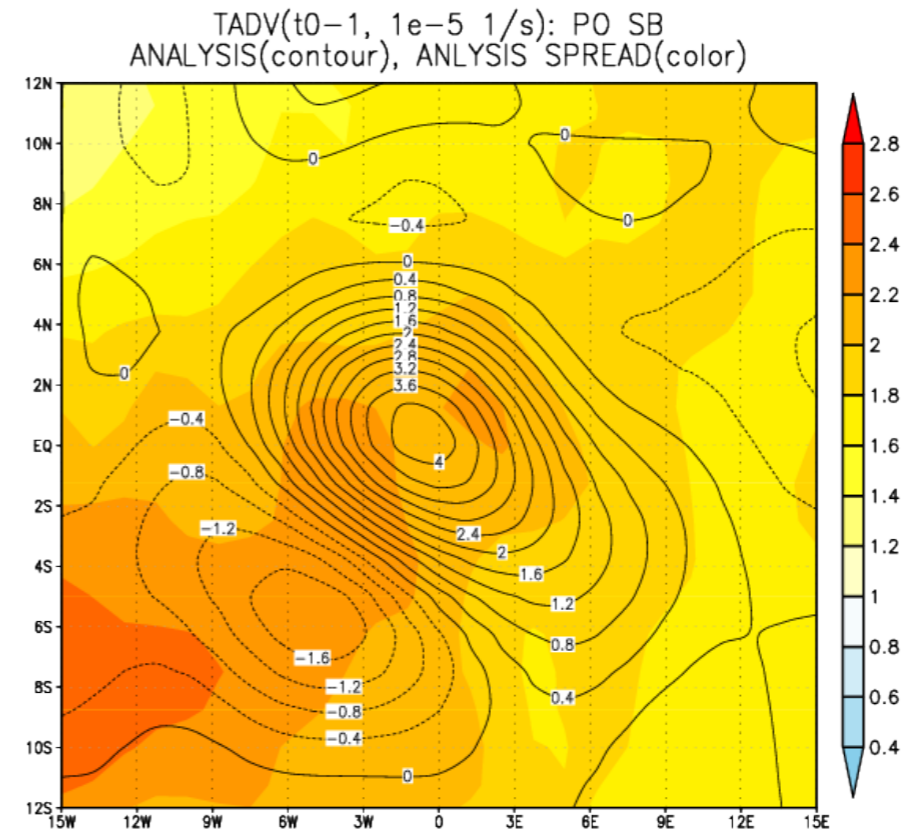 TADV(t0-1, 1e-5 1/s): PO SB
ANALYSIS(contour), ANLYSIS SPREAD(color)
12N
10N
8N
6N
4N
2N
EQ
2S
4S
6S
8S
10S
12S
15W 12W 9W 6W 3W 0 3E 6E 9E 12E 15E
0
0
-0.4
0
0
0.4
0.8
1.2
1.6
2
2.4
2.8
3.2
3.6
0
-0.4
4
-0.8
-1.2
2.4
2
1.6
1.2
0.8
-1.6
-1.2
0.4
-0.8
-0.4
0
2.8
2.6
2.4
2.2
2
1.8
1.6
1.4
1.2
1
0.8
0.6
0.4